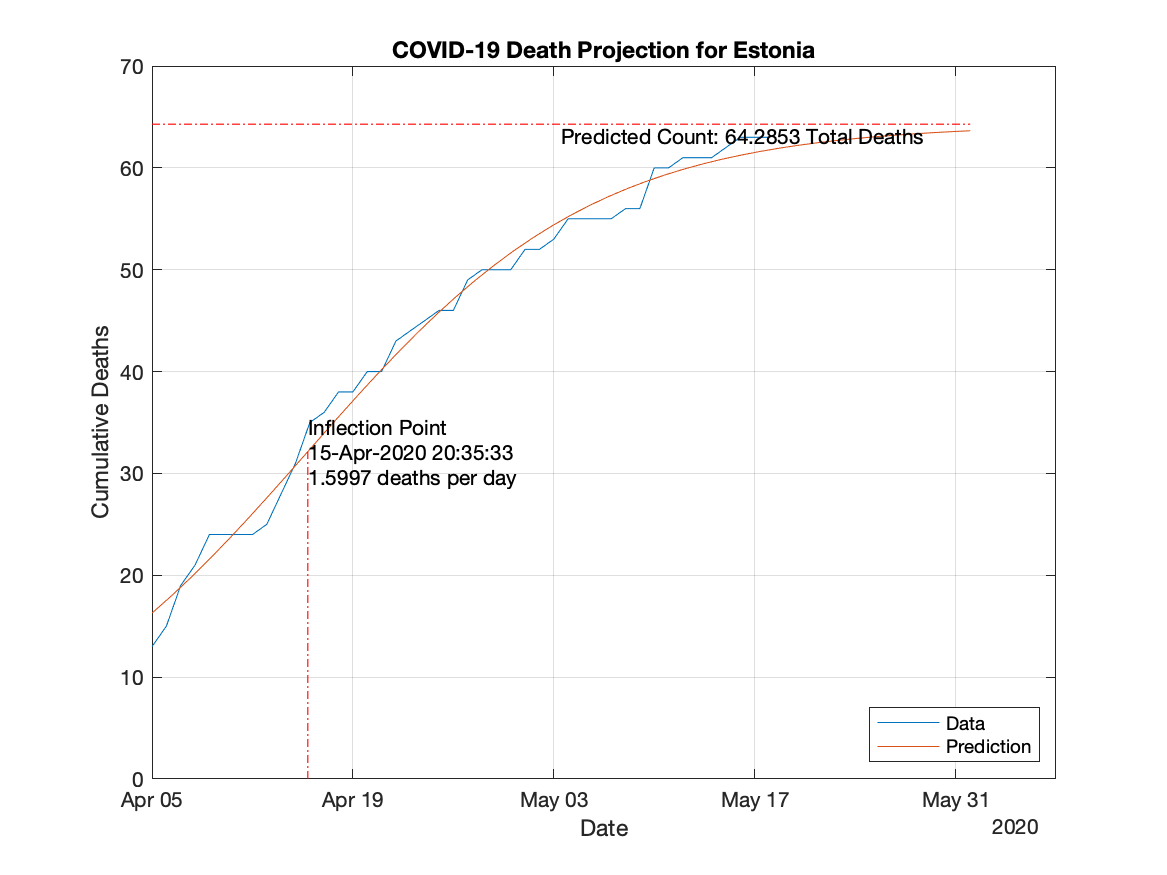 COVID-19 Death Projection for Estonia
70
60
50
40
30
20
10
0
Cumulative Deaths
Predicted Count: 64.2853 Total Deaths
Inflection Point
15-Apr-2020 20:35:33
1.5997 deaths per day
Data
Prediction
Apr 05
Apr 19
May 03
May 17
May 31
Date
2020